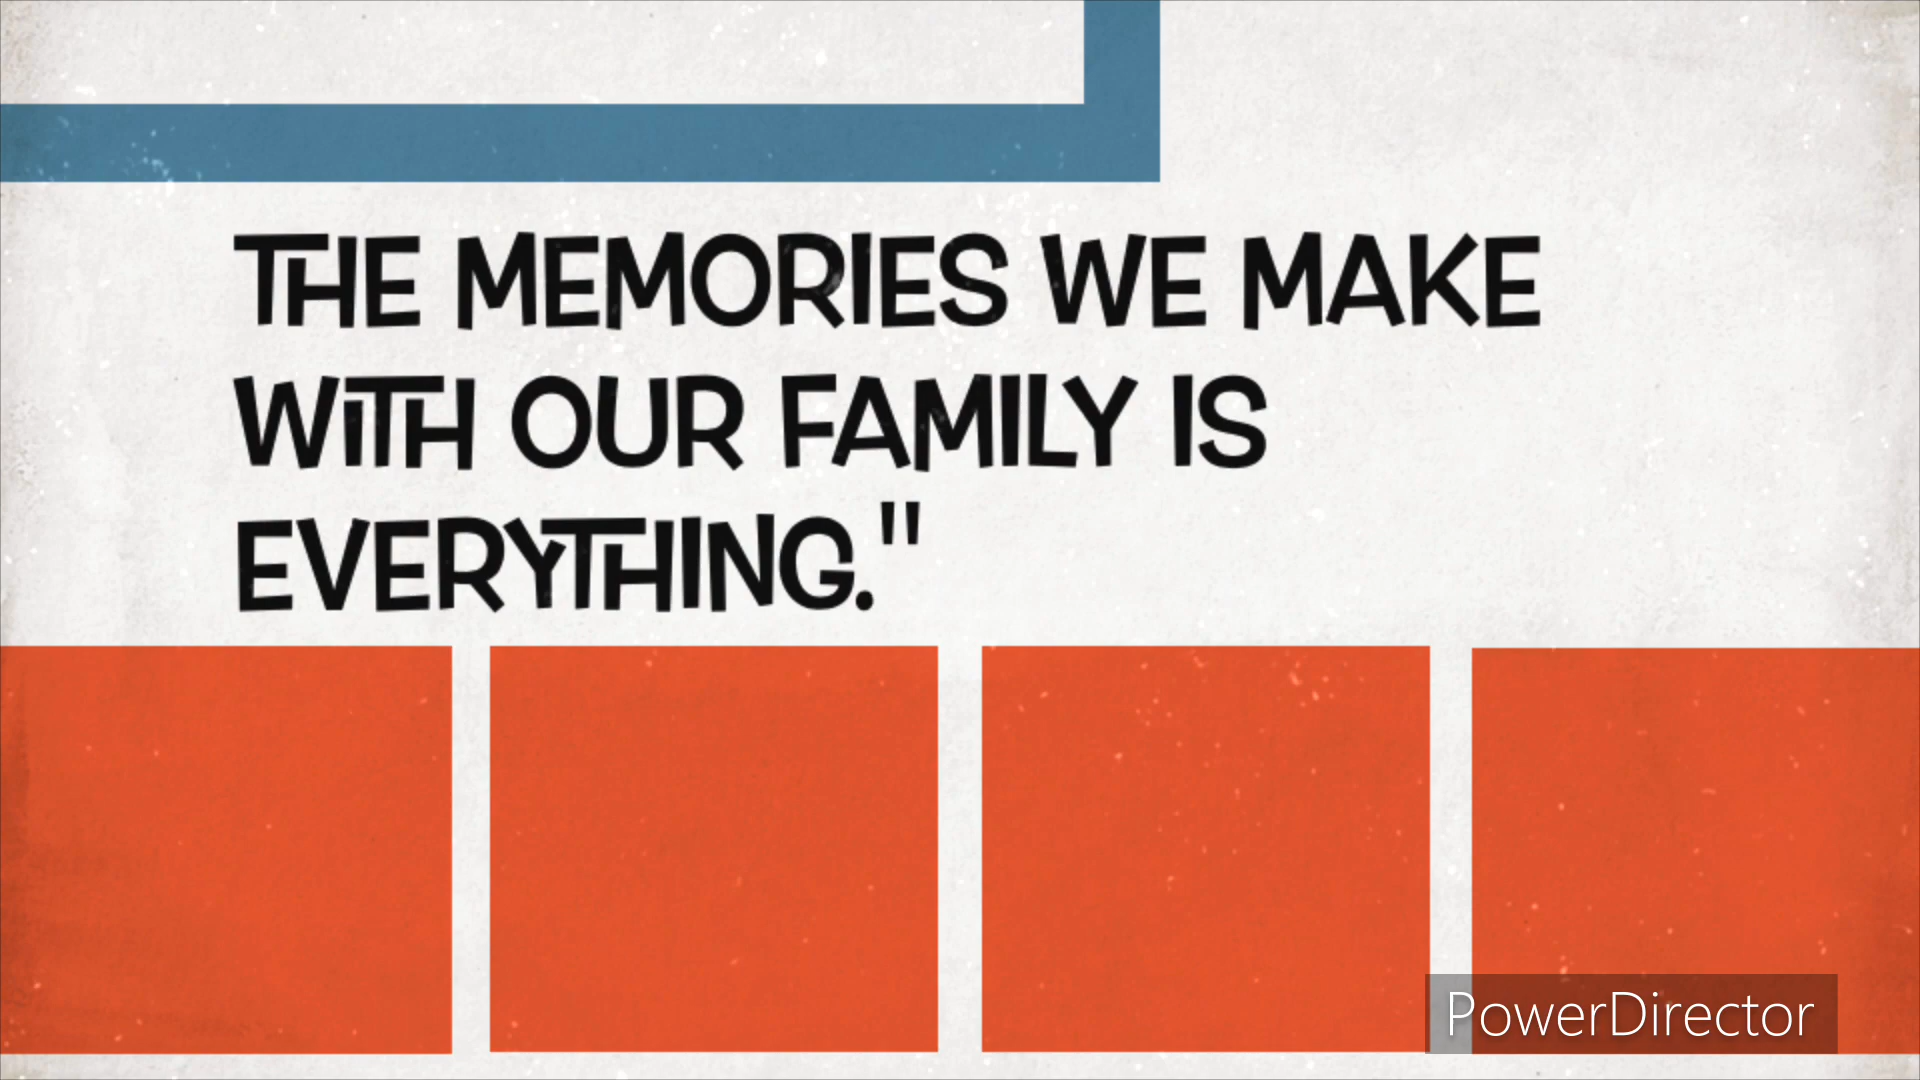 THE MEMORIES WE MAKE
WITH OUR FAMILY IS
EVERYTHING."
PowerDirector